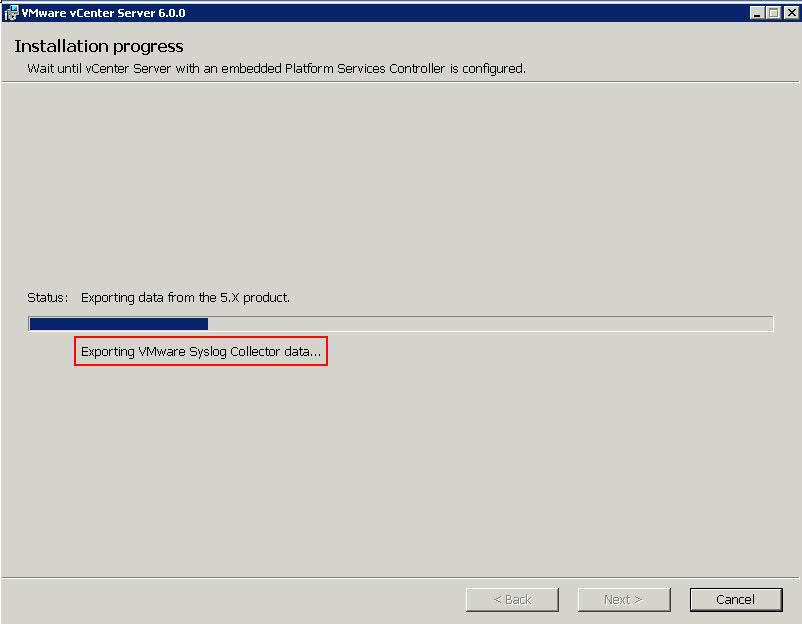 VMware vCenter Server 6.0.0
Installation progress
Wait until vCenter Server with an embedded Platform Services Controller is configured.
Status: Exporting data from the 5.X product.
Exporting VMware Syslog Collector data...
< Back Next > Cancel